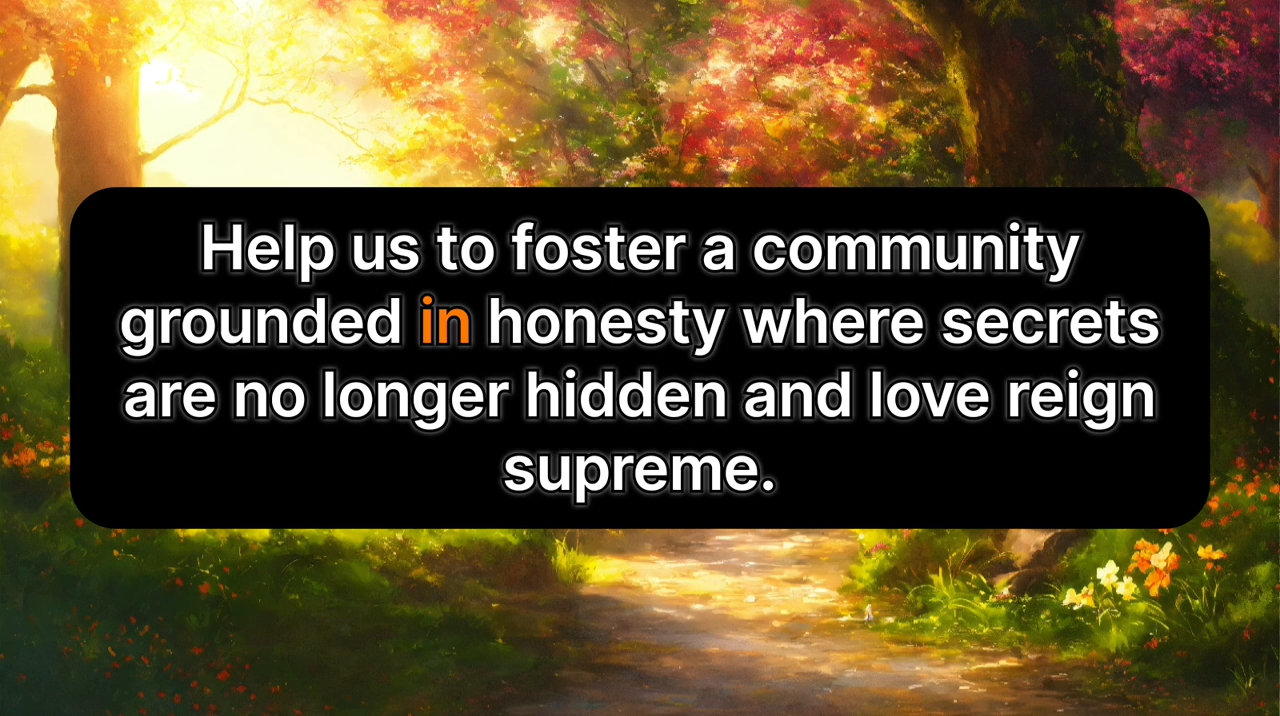 Help us to foster a community
grounded in honesty where secrets
are no longer hidden and love reign
supreme.